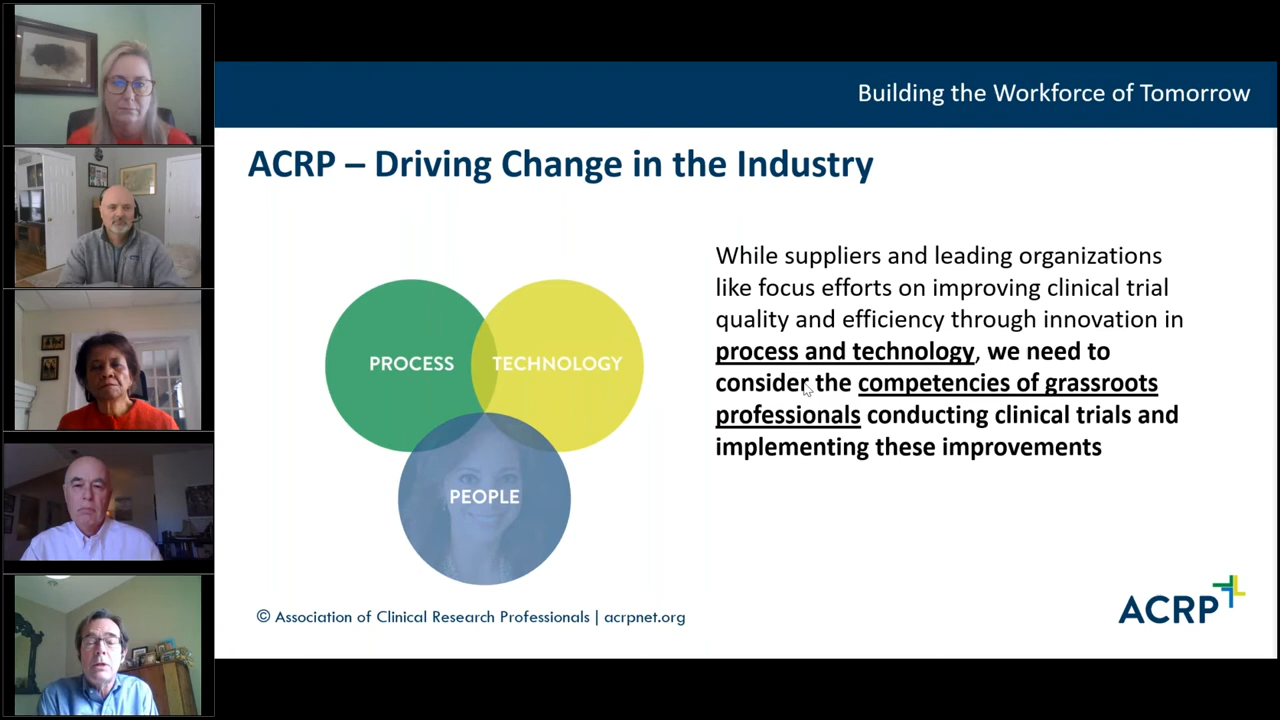 Building the Workforce of Tomorrow
ACRP – Driving Change in the Industry
PROCESS
TECHNOLOGY
PEOPLE
While suppliers and leading organizations
like focus efforts on improving clinical trial
quality and efficiency through innovation in
process and technology, we need to
consider the competencies of grassroots
professionals conducting clinical trials and
implementing these improvements
© Association of Clinical Research Professionals | acrpnet.org
ACRP